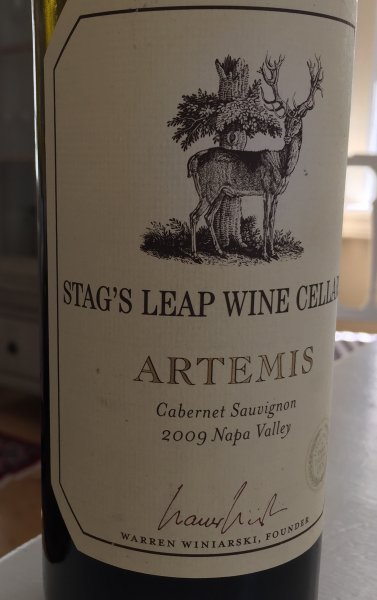 STAG'S LEAP WINE CELLA
ARTEMIS
Cabernet Sauvignon
2009 Napa Valley
WARREN WINIARSKI, FOUNDER